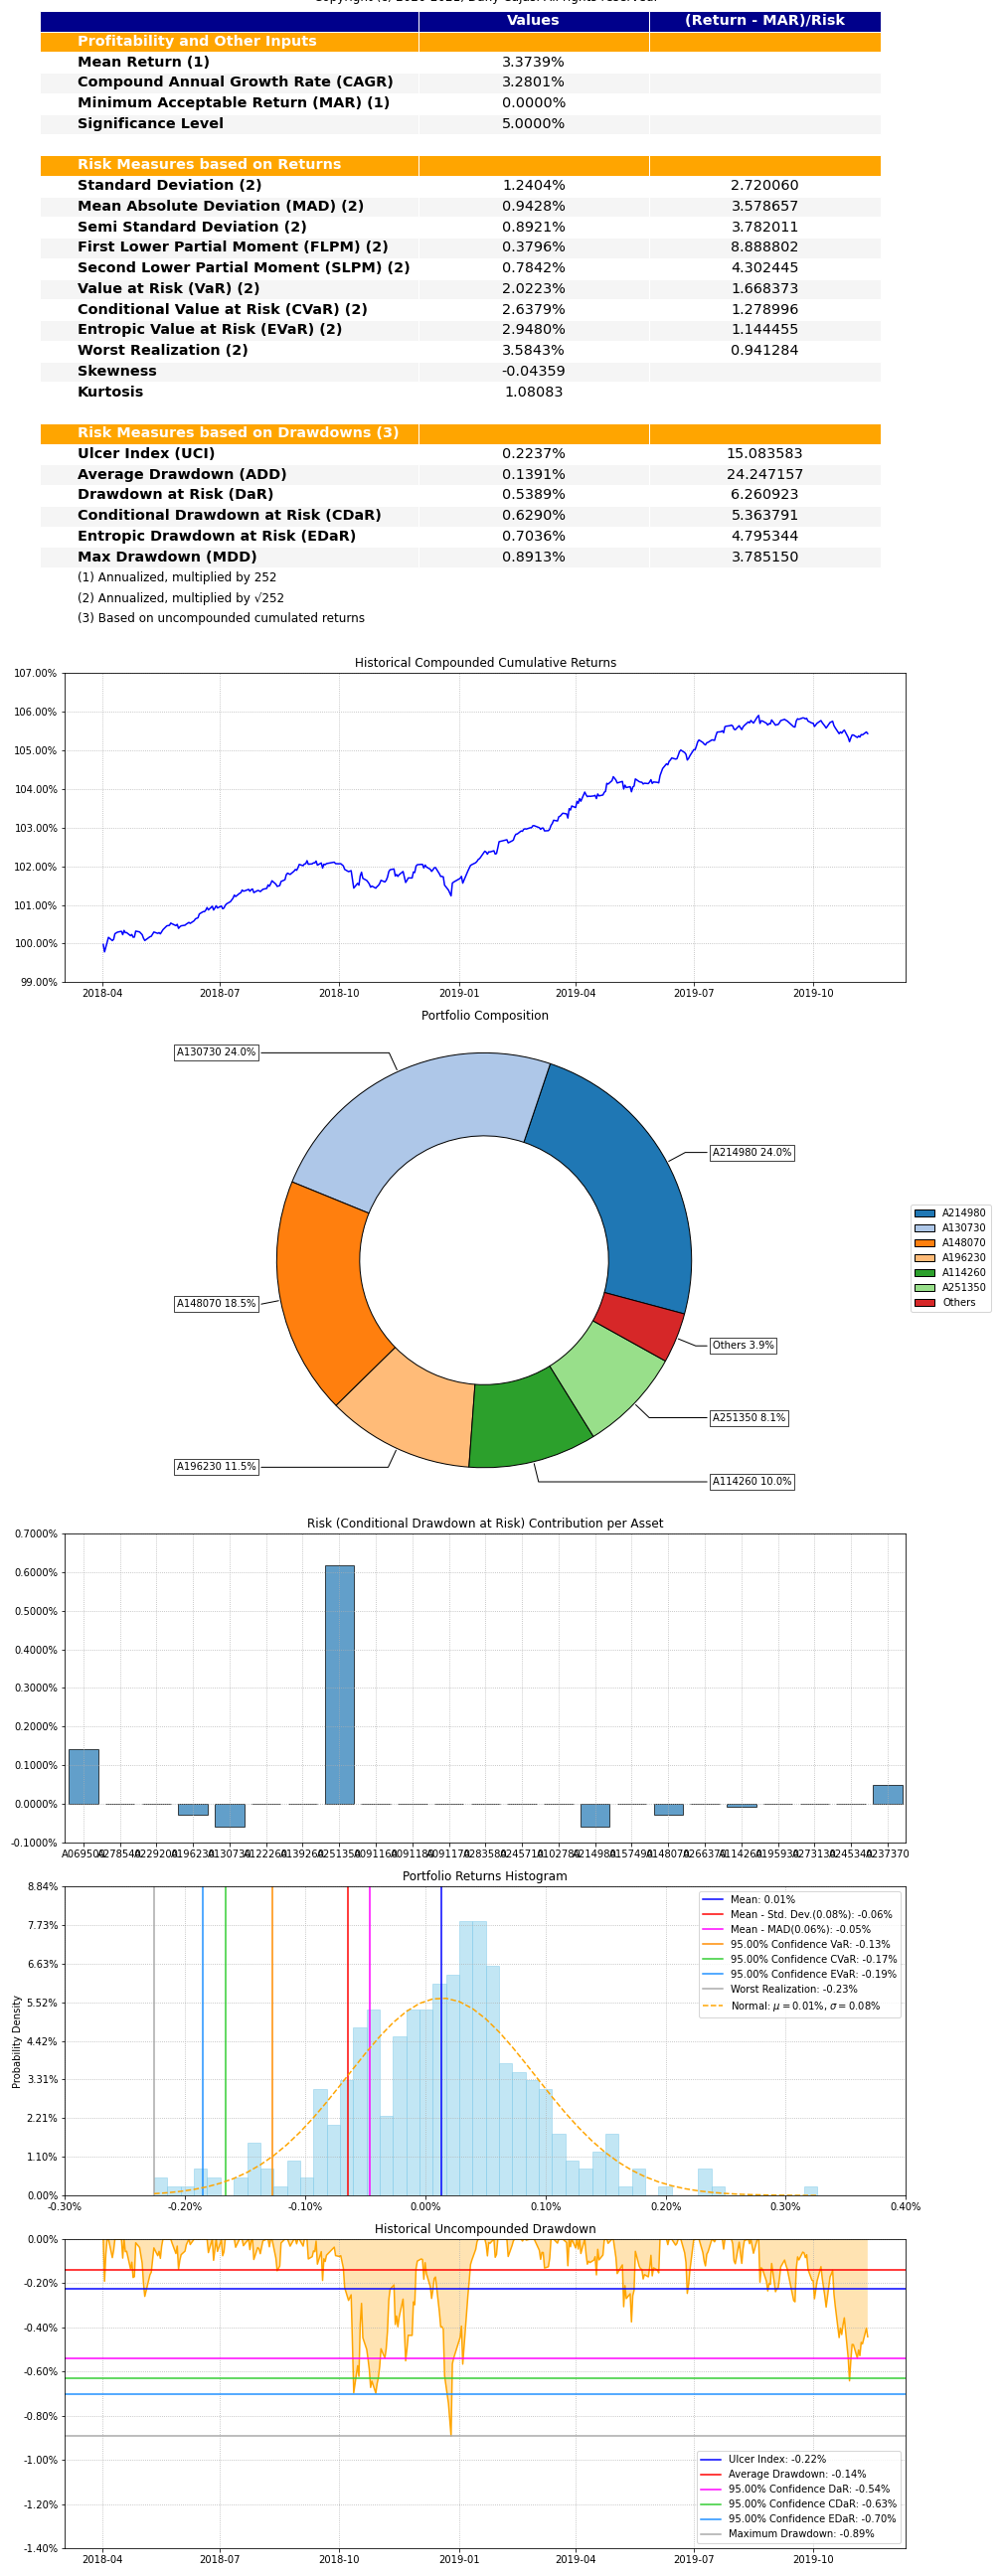 Values (Return - MAR)/Risk
Profitability and Other Inputs
Mean Return (1) 3.3739%
Compound Annual Growth Rate (CAGR) 3.2801%
Minimum Acceptable Return (MAR) (1) 0.0000%
Significance Level 5.0000%
Risk Measures based on Returns
Standard Deviation (2) 1.2404% 2.720060
Mean Absolute Deviation (MAD) (2) 0.9428% 3.578657
Semi Standard Deviation (2) 0.8921% 3.782011
First Lower Partial Moment (FLPM) (2) 0.3796% 8.888802
Second Lower Partial Moment (SLPM) (2) 0.7842% 4.302445
Value at Risk (VaR) (2) 2.0223% 1.668373
Conditional Value at Risk (CVaR) (2) 2.6379% 1.278996
Entropic Value at Risk (EVaR) (2) 2.9480% 1.144455
Worst Realization (2) 3.5843% 0.941284
Skewness -0.04359
Kurtosis 1.08083
Risk Measures based on Drawdowns (3)
Ulcer Index (UCI) 0.2237% 15.083583
Average Drawdown (ADD) 0.1391% 24.247157
Drawdown at Risk (DaR) 0.5389% 6.260923
Conditional Drawdown at Risk (CDaR) 0.6290% 5.363791
Entropic Drawdown at Risk (EDaR) 0.7036% 4.795344
Max Drawdown (MDD) 0.8913% 3.785150
(1) Annualized, multiplied by 252
(2) Annualized, multiplied by √252
(3) Based on uncompounded cumulated returns
Historical Compounded Cumulative Returns
107.00%
106.00%
105.00%
104.00%
103.00%
102.00%
101.00%
100.00%
99.00%
2018-04 2018-07 2018-10 2019-01 2019-04 2019-07 2019-10
Portfolio Composition
A130730 24.0%
A214980 24.0%
A148070 18.5%
Others 3.9%
A251350 8.1%
A196230 11.5%
A114260 10.0%
A214980
A130730
A148070
A196230
A114260
A251350
Others
Risk (Conditional Drawdown at Risk) Contribution per Asset
0.7000%
0.6000%
0.5000%
0.4000%
0.3000%
0.2000%
0.1000%
0.0000%
-0.1000%
A237370
Portfolio Returns Histogram
Probability Density
8.84%
7.73%
6.63%
5.52%
4.42%
3.31%
2.21%
1.10%
0.00%
-0.30% -0.20% -0.10% 0.00% 0.10% 0.20% 0.30% 0.40%
Mean: 0.01%
Mean - Std. Dev.(0.08%): -0.06%
Mean - MAD(0.06%): -0.05%
95.00% Confidence VaR: -0.13%
95.00% Confidence CVaR: -0.17%
95.00% Confidence EVaR: -0.19%
Worst Realization: -0.23%
Normal: μ = 0.01%, σ = 0.08%
Historical Uncompounded Drawdown
0.00%
-0.20%
-0.40%
-0.60%
-0.80%
-1.00%
-1.20%
-1.40%
2018-04 2018-07 2018-10 2019-01 2019-04 2019-07 2019-10
Ulcer Index: -0.22%
Average Drawdown: -0.14%
95.00% Confidence DaR: -0.54%
95.00% Confidence CDaR: -0.63%
95.00% Confidence EDaR: -0.70%
Maximum Drawdown: -0.89%